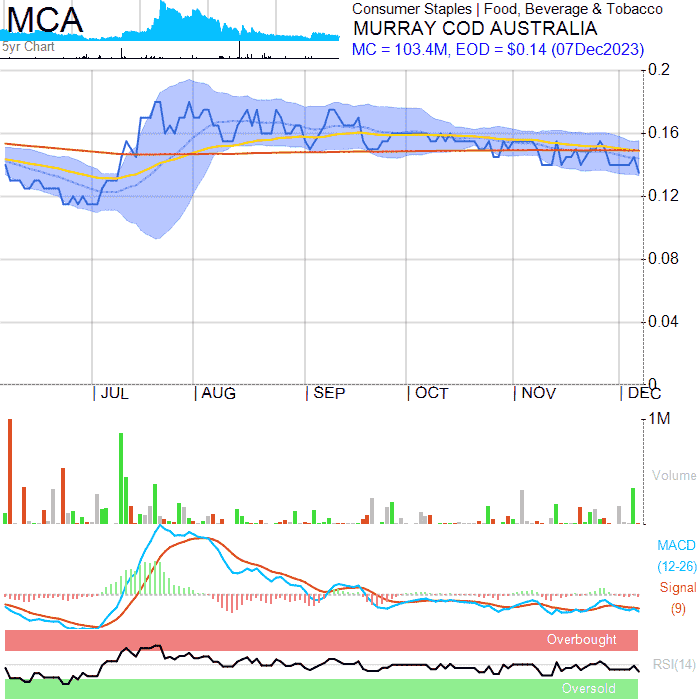 MCA
5yr Chart
Consumer Staples | Food, Beverage & Tobacco
MURRAY COD AUSTRALIA
MC = 103.4M, EOD = $0.14 (07Dec2023)
0.2
0.16
0.12
0.08
0.04
0
JUL AUG SEP OCT NOV DEC
1M
Volume
MACD
(12-26)
Signal
(9)
Overbought
RSI(14)
Oversold